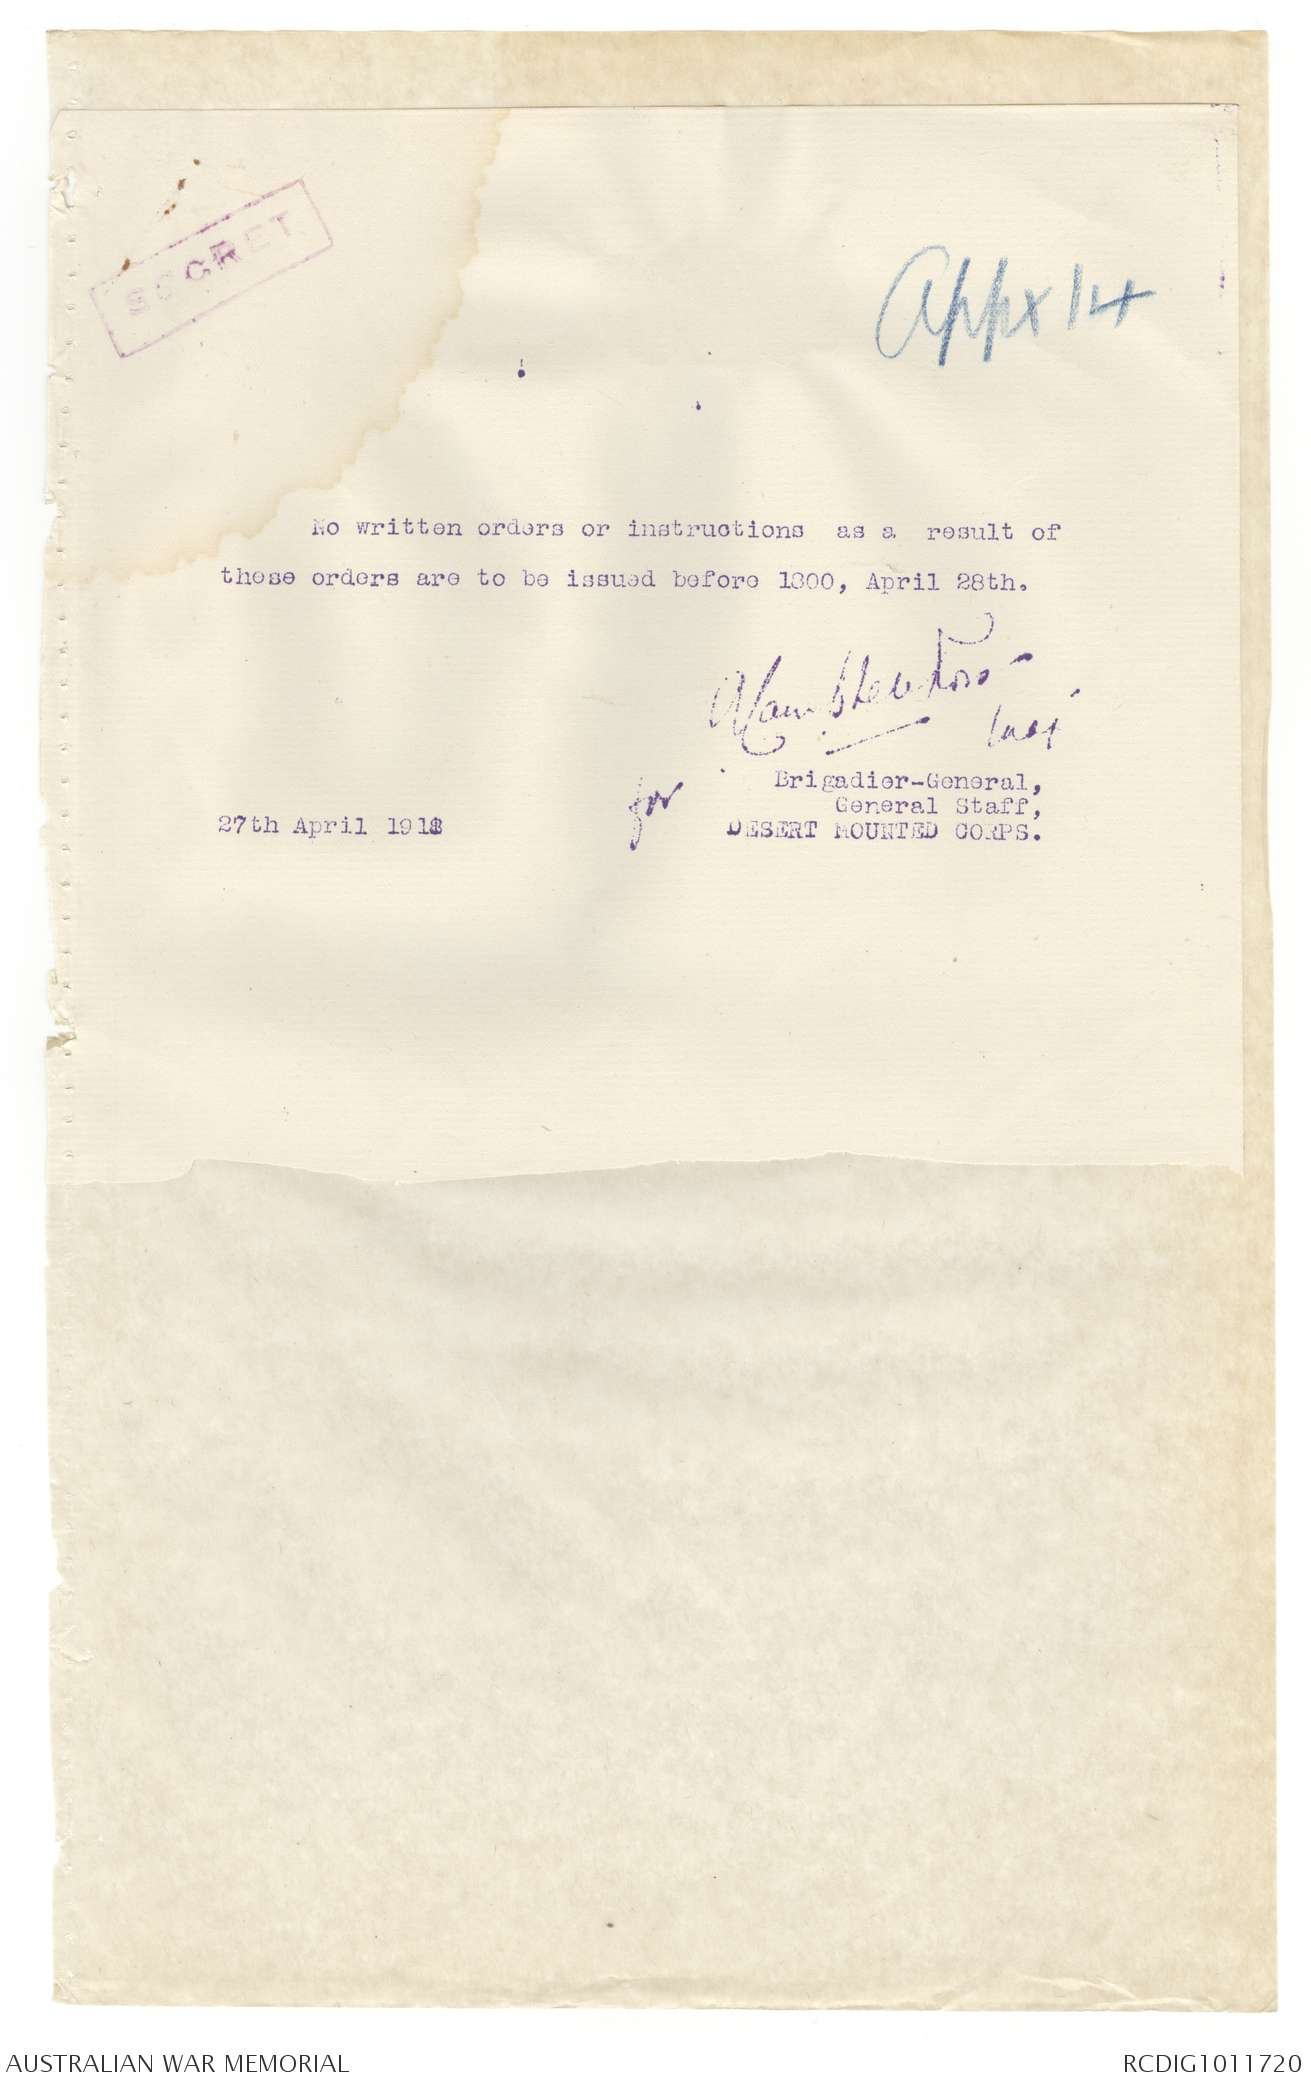 SECRET
Appx 14
No written orders or instructions as a result of
these orders are to be issued before 1800, April 28th.
for
Brigadier-General,
General Staff,
27th April 1918 DESERT MOUNTED CORPS.
AUSTRALIAN WAR MEMORIAL RCDIG1011720